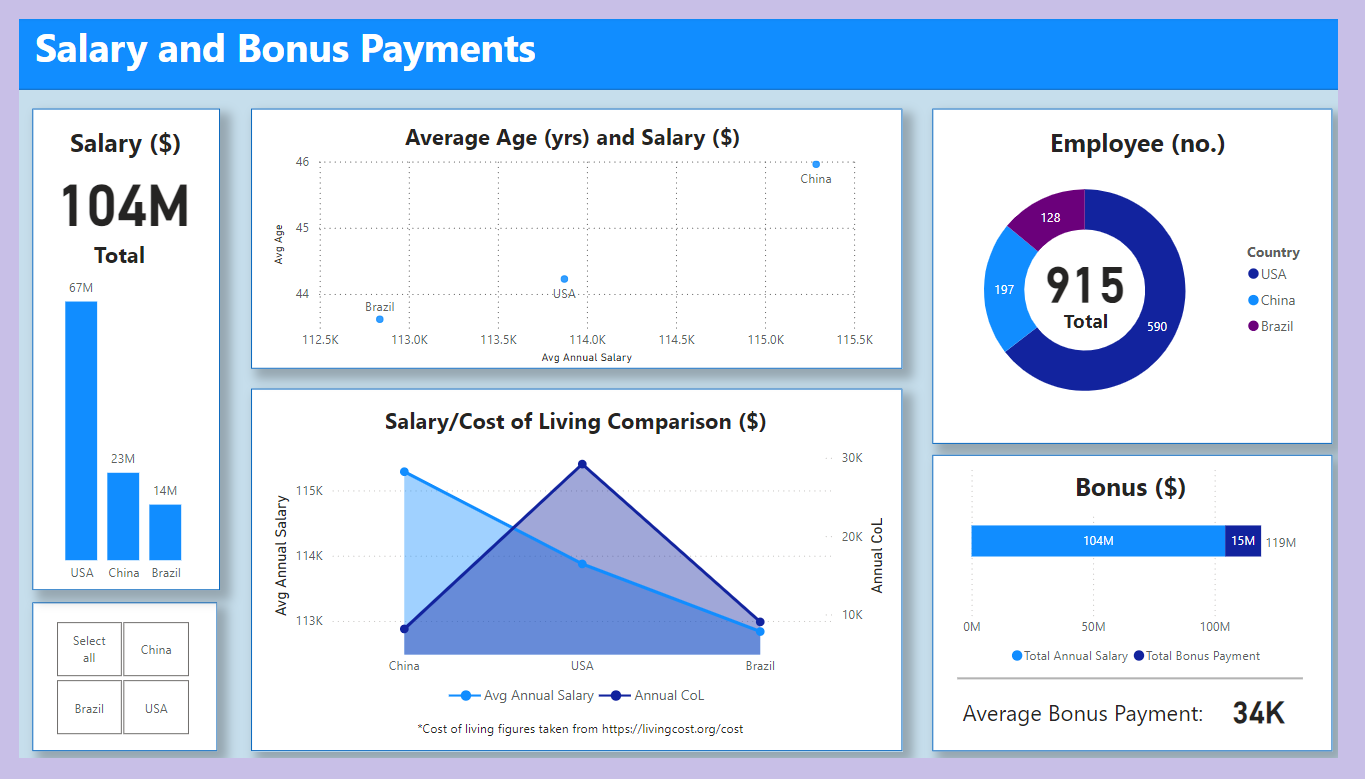 Salary and Bonus Payments
Salary ($)
104M
Total
67M
23M
14M
USA China Brazil
Select all
China
Brazil
USA
Average Age (yrs) and Salary ($)
Avg Age
46
45
44
China
USA
Brazil
112.5K 113.0K 113.5K 114.0K 114.5K 115.0K 115.5K
Avg Annual Salary
Salary/Cost of Living Comparison ($)
Avg Annual Salary
115K
114K
113K
30K
20K
10K
Annual CoL
China USA Brazil
Avg Annual Salary Annual CoL
*Cost of living figures taken from https://livingcost.org/cost
Employee (no.)
128
197
590
915
Total
Country
USA
China
Brazil
Bonus ($)
104M 15M 119M
0M 50M 100M
Total Annual Salary Total Bonus Payment
Average Bonus Payment: 34K